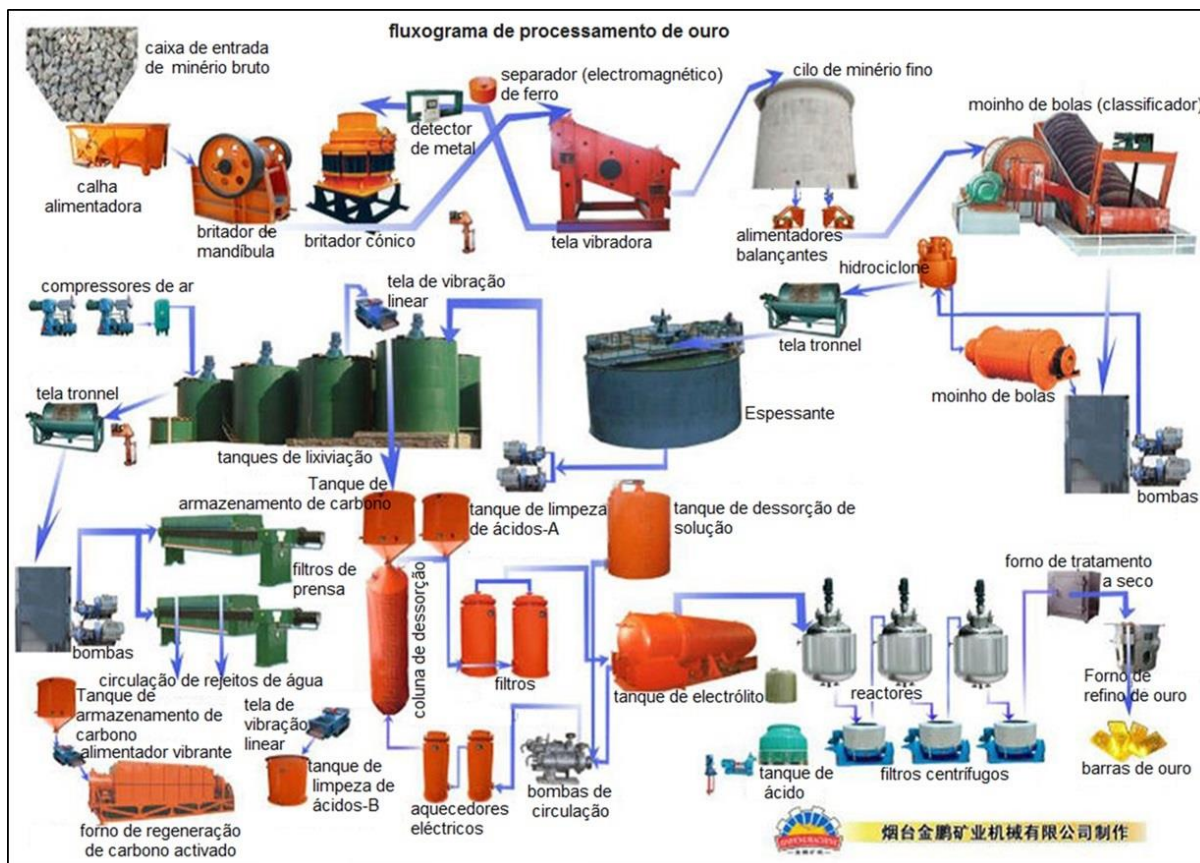 fluxograma de processamento de ouro
caixa de entrada
de minério bruto
separador (electromagnético)
de ferro
cilo de minério fino
moinho de bolas (classificador)
detector
de metal
calha
alimentadora
britador de
mandíbula
britador cónico
tela vibradora
alimentadores
balançantes
hidrociclone
compressores de ar
tela de vibração
linear
tela tronnel
tela tronnel
Espessante
moinho de bolas
bombas
tanques de lixiviação
Tanque de
armazenamento de
carbono
tanque de limpeza
de ácidos-A
tanque de dessorção de
solução
filtros de
prensa
coluna de dessorção
forno de tratamento
a seco
bombas
circulação de rejeitos de água
filtros
tanque de electrólito
reactores
Forno de
refino de ouro
Tanque de
armazenamento de
carbono
tela de
vibração
linear
alimentador vibrante
tanque de
limpeza de
ácidos-B
aquecedores
eléctricos
bombas de
circulação
tanque de
ácido
filtros centrífugos
barras de ouro
forno de regeneração
de carbono activado
烟台金鹏矿业机械有限公司制作